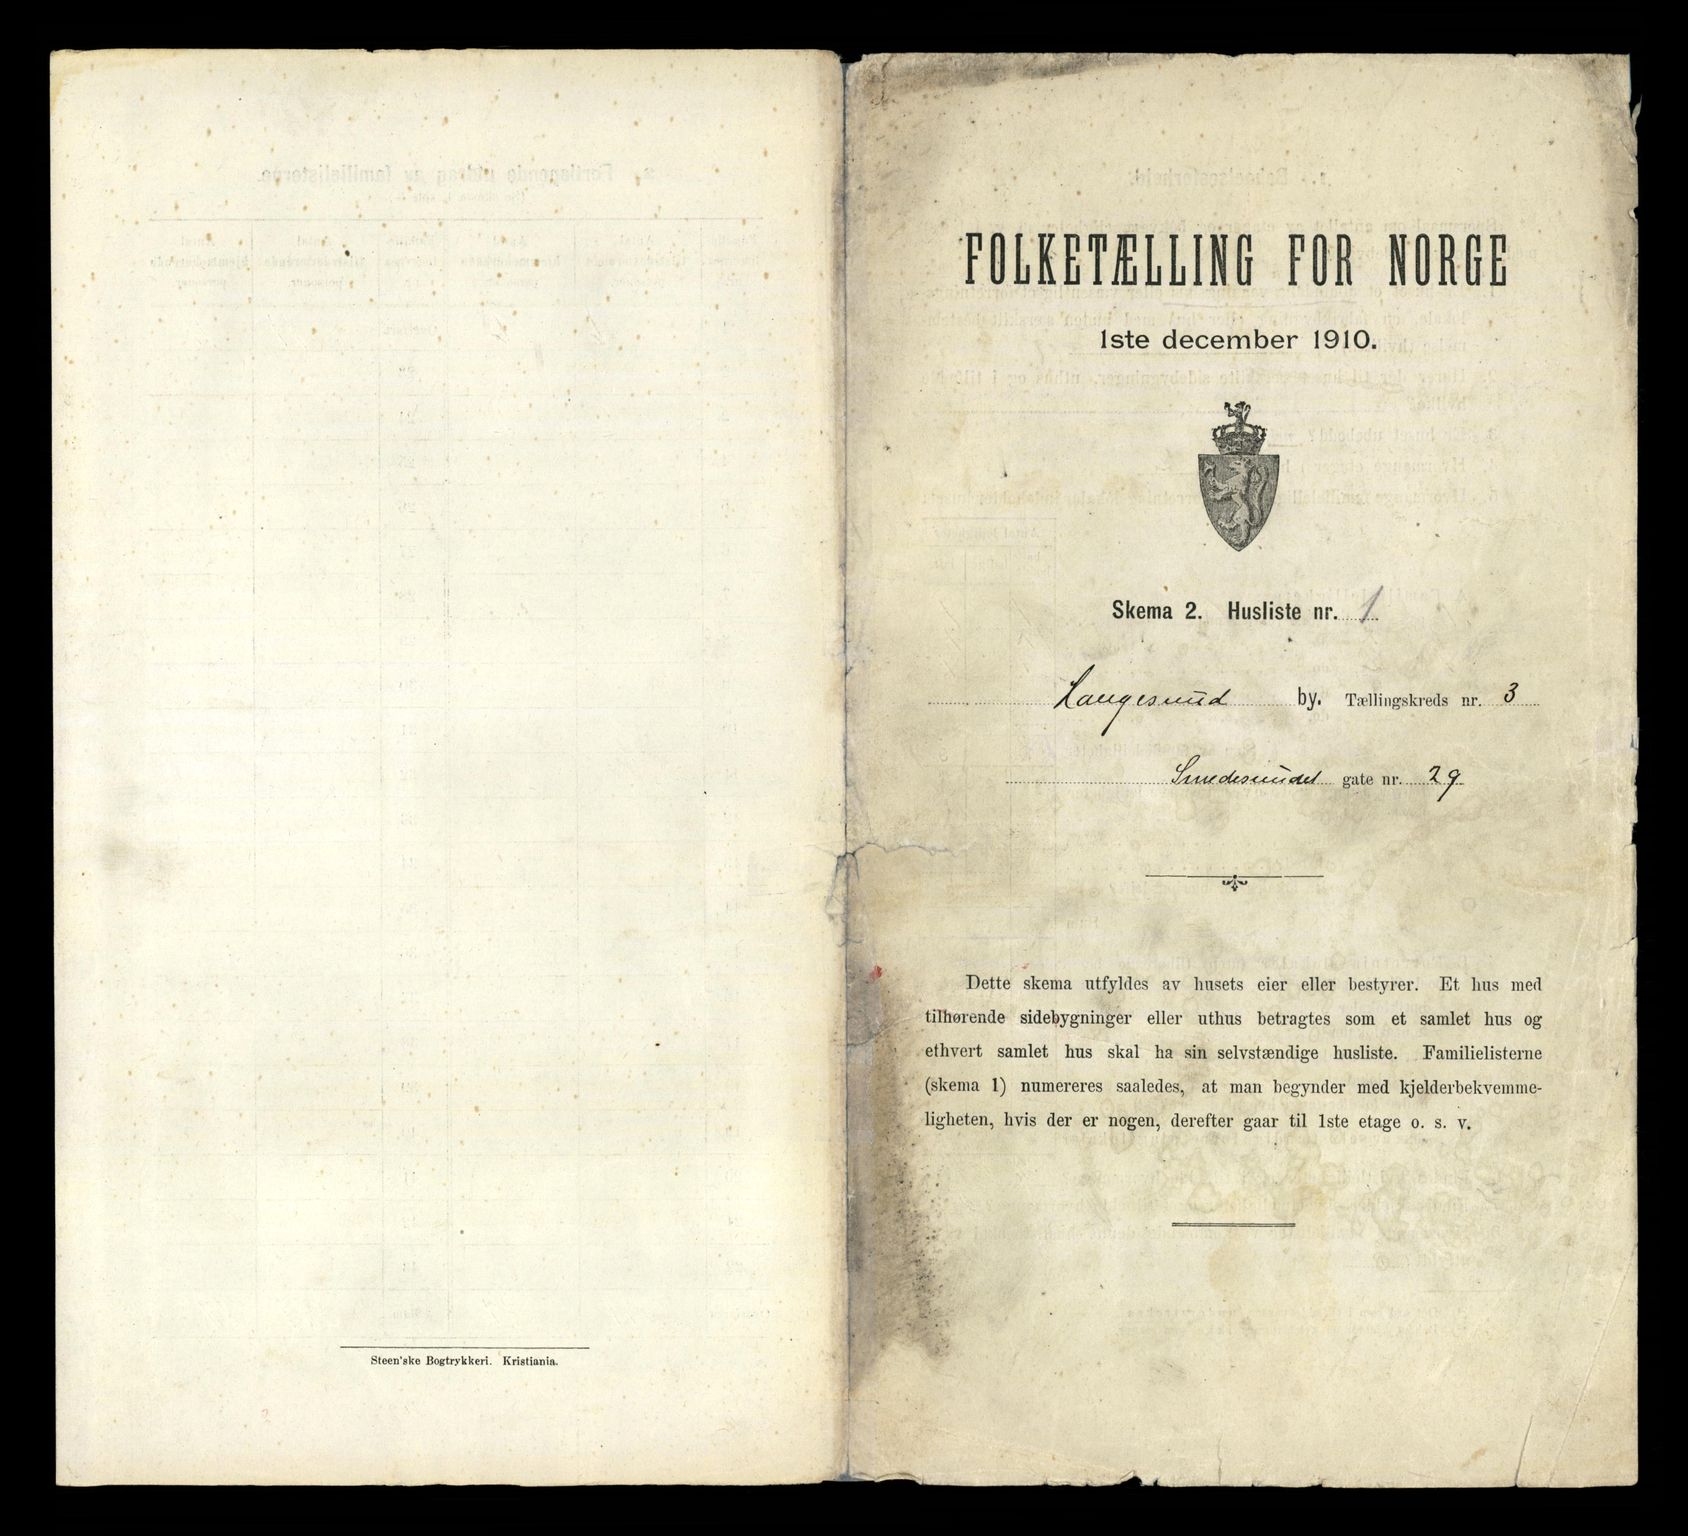 Steen'ske Bogtrykkeri. Kristiania.
FOLKETÆLLING FOR NORGE
1ste december 1910.
Skema 2. Husliste nr. 1
Langesund by. Tællingskreds nr. 3
Smedesundet gate nr. 29
Dette skema utfyldes av husets eier eller bestyrer. Et hus med
tilhørende sidebygninger eller uthus betragtes som et samlet hus og
ethvert samlet hus skal ha sin selvstændige husliste. Familielisterne
(skema 1) numereres saaledes, at man begynder med kjelderbekvemme-
ligheten, hvis der er nogen, derefter gaar til 1ste etage o. s. v.